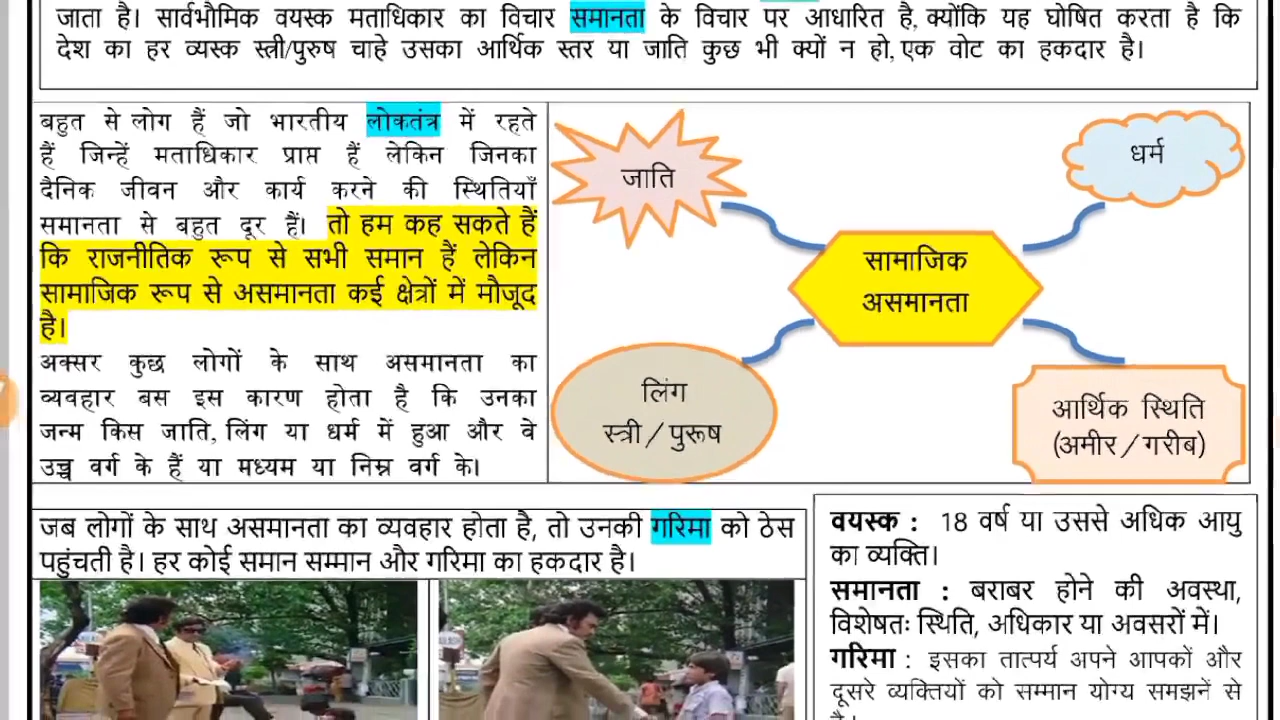 जाता है। सार्वभौमिक वयस्क मताधिकार का विचार समानता के विचार पर आधारित है, क्योंकि यह घोषित करता है कि
देश का हर व्यस्क स्त्री/पुरुष चाहे उसका आर्थिक स्तर या जाति कुछ भी क्यों न हो, एक वोट का हकदार है।
बहुत से लोग हैं जो भारतीय लोकतंत्र में रहते
हैं जिन्हें मताधिकार प्राप्त हैं लेकिन जिनका
दैनिक जीवन और कार्य करने की स्थितियाँ
समानता से बहुत दूर हैं। तो हम कह सकते हैं
कि राजनीतिक रूप से सभी समान हैं लेकिन
सामाजिक रूप से असमानता कई क्षेत्रों में मौजूद
है।
अक्सर कुछ लोगों के साथ असमानता का
व्यवहार बस इस कारण होता है कि उनका
जन्म किस जाति, लिंग या धर्म में हुआ और वे
उच्च वर्ग के हैं या मध्यम या निम्न वर्ग के।
जाति
धर्म
सामाजिक
असमानता
लिंग
स्त्री / पुरूष
आर्थिक स्थिति
(अमीर / गरीब)
जब लोगों के साथ असमानता का व्यवहार होता है, तो उनकी गरिमा को ठेस
पहुंचती है। हर कोई समान सम्मान और गरिमा का हकदार है।
वयस्क : 18 वर्ष या उससे अधिक आयु
का व्यक्ति।
समानता : बराबर होने की अवस्था,
विशेषतः स्थिति, अधिकार या अवसरों में।
गरिमा : इसका तात्पर्य अपने आपकों और
दूसरे व्यक्तियों को सम्मान योग्य समझनें से
है।